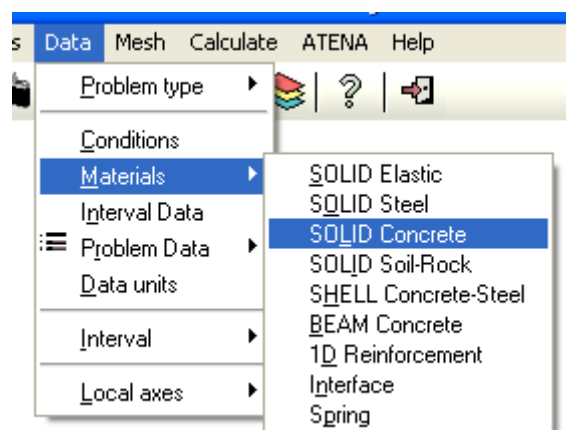 s Data Mesh Calculate ATENA Help
Problem type
Conditions
Materials
Interval Data
Problem Data
Data units
Interval
Local axes
SOLID Elastic
SOLID Steel
SOLID Concrete
SOLID Soil-Rock
SHELL Concrete-Steel
BEAM Concrete
1D Reinforcement
Interface
Spring